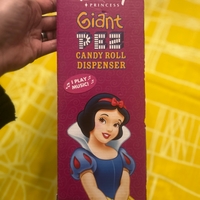 PRINCESS
Giant
PEZ
CANDY ROLL
DISPENSER
I PLAY
MUSIC!